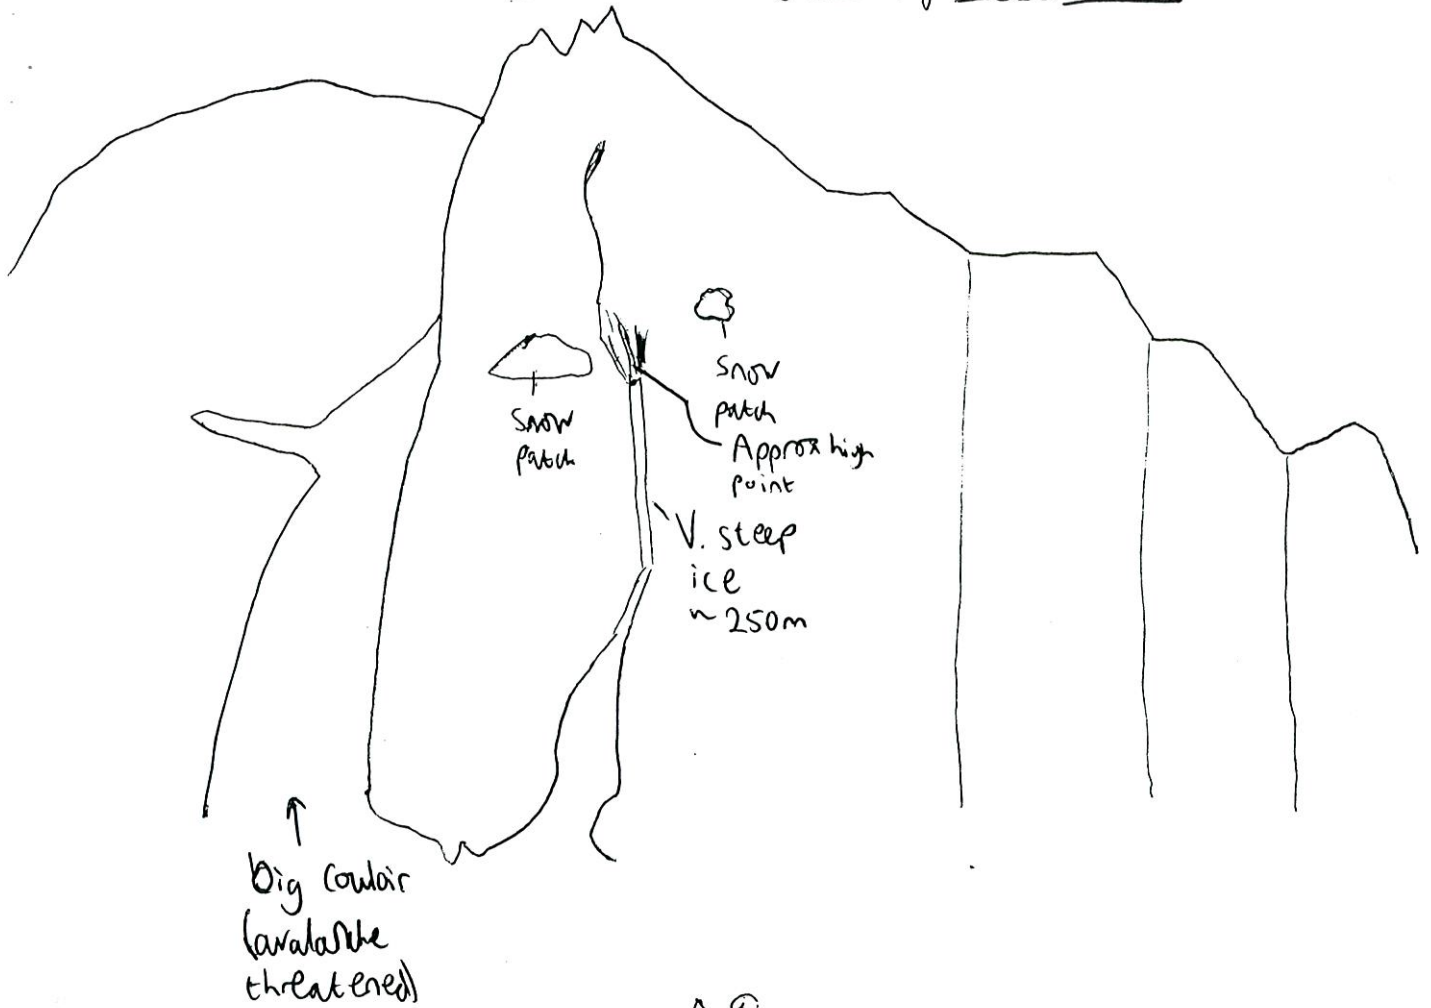 Snow
patch
Snow
patch
Approx high
point
V. steep
ice
~ 250m
big Coulair
(avalanche
threatened)